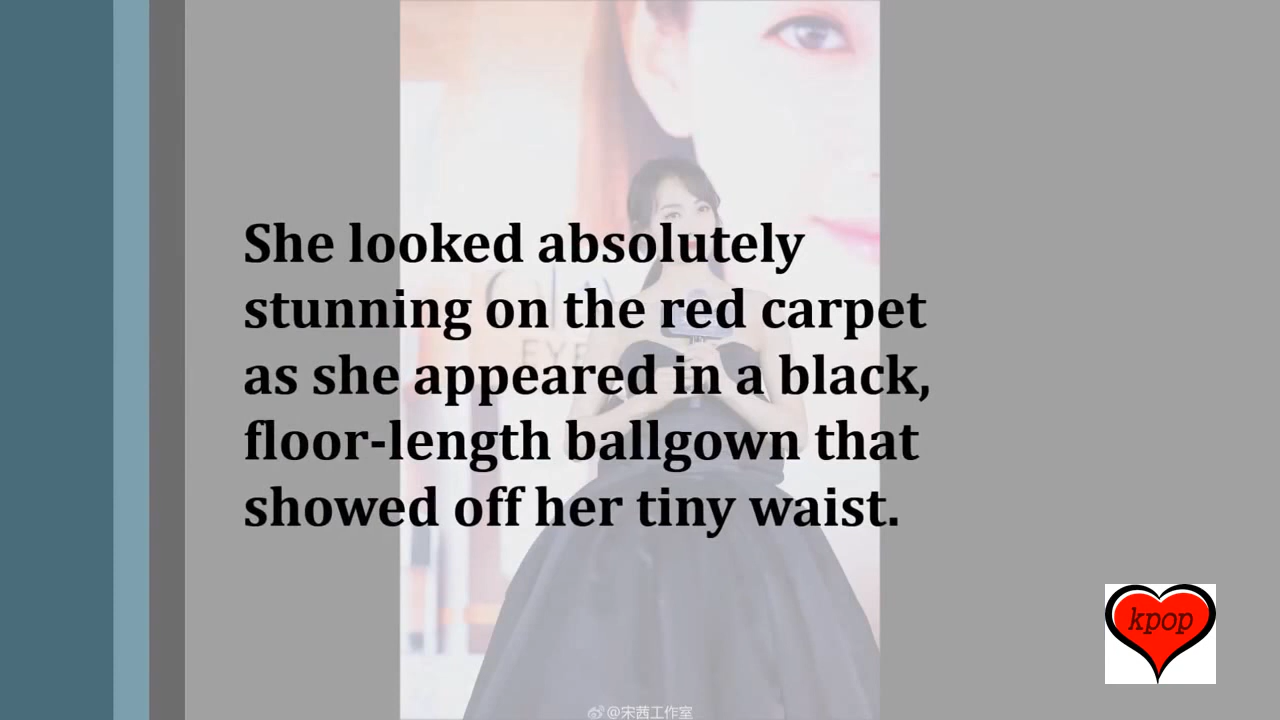 She looked absolutely
stunning on the red carpet
as she appeared in a black,
floor-length ballgown that
showed off her tiny waist.
EYE
kpop
@宋茜工作室